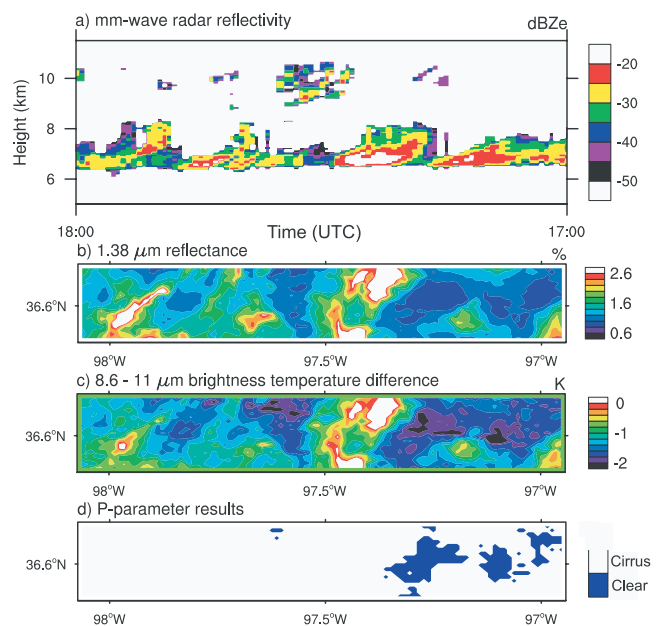 a) mm-wave radar reflectivity dBZe
Height (km)
10
8
6
-20
-30
-40
-50
18:00 Time (UTC) 17:00
b) 1.38 μm reflectance %
36.6°N
2.6
1.6
0.6
98°W 97.5°W 97°W
c) 8.6 - 11 μm brightness temperature difference K
36.6°N
0
-1
-2
98°W 97.5°W 97°W
d) P-parameter results
36.6°N
Cirrus
Clear
98°W 97.5°W 97°W